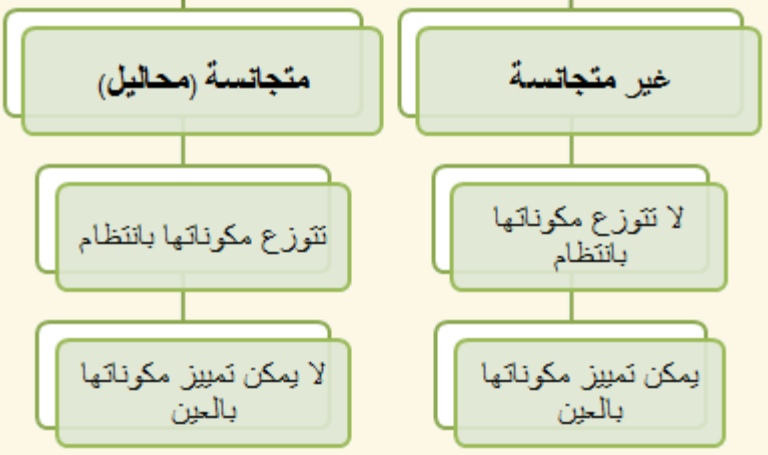 غير متجانسة
متجانسة (محاليل)
لا تتوزع مكوناتها
بانتظام
تتوزع مكوناتها بانتظام
يمكن تمييز مكوناتها
بالعين
لا يمكن تمييز مكوناتها
بالعين